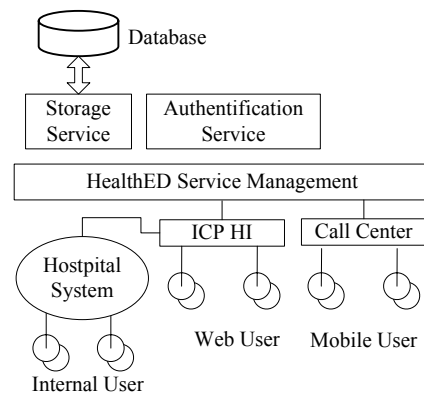 Database
Storage
Service
Authentification
Service
HealthED Service Management
ICP HI
Call Center
Hostpital
System
Web User
Mobile User
Internal User